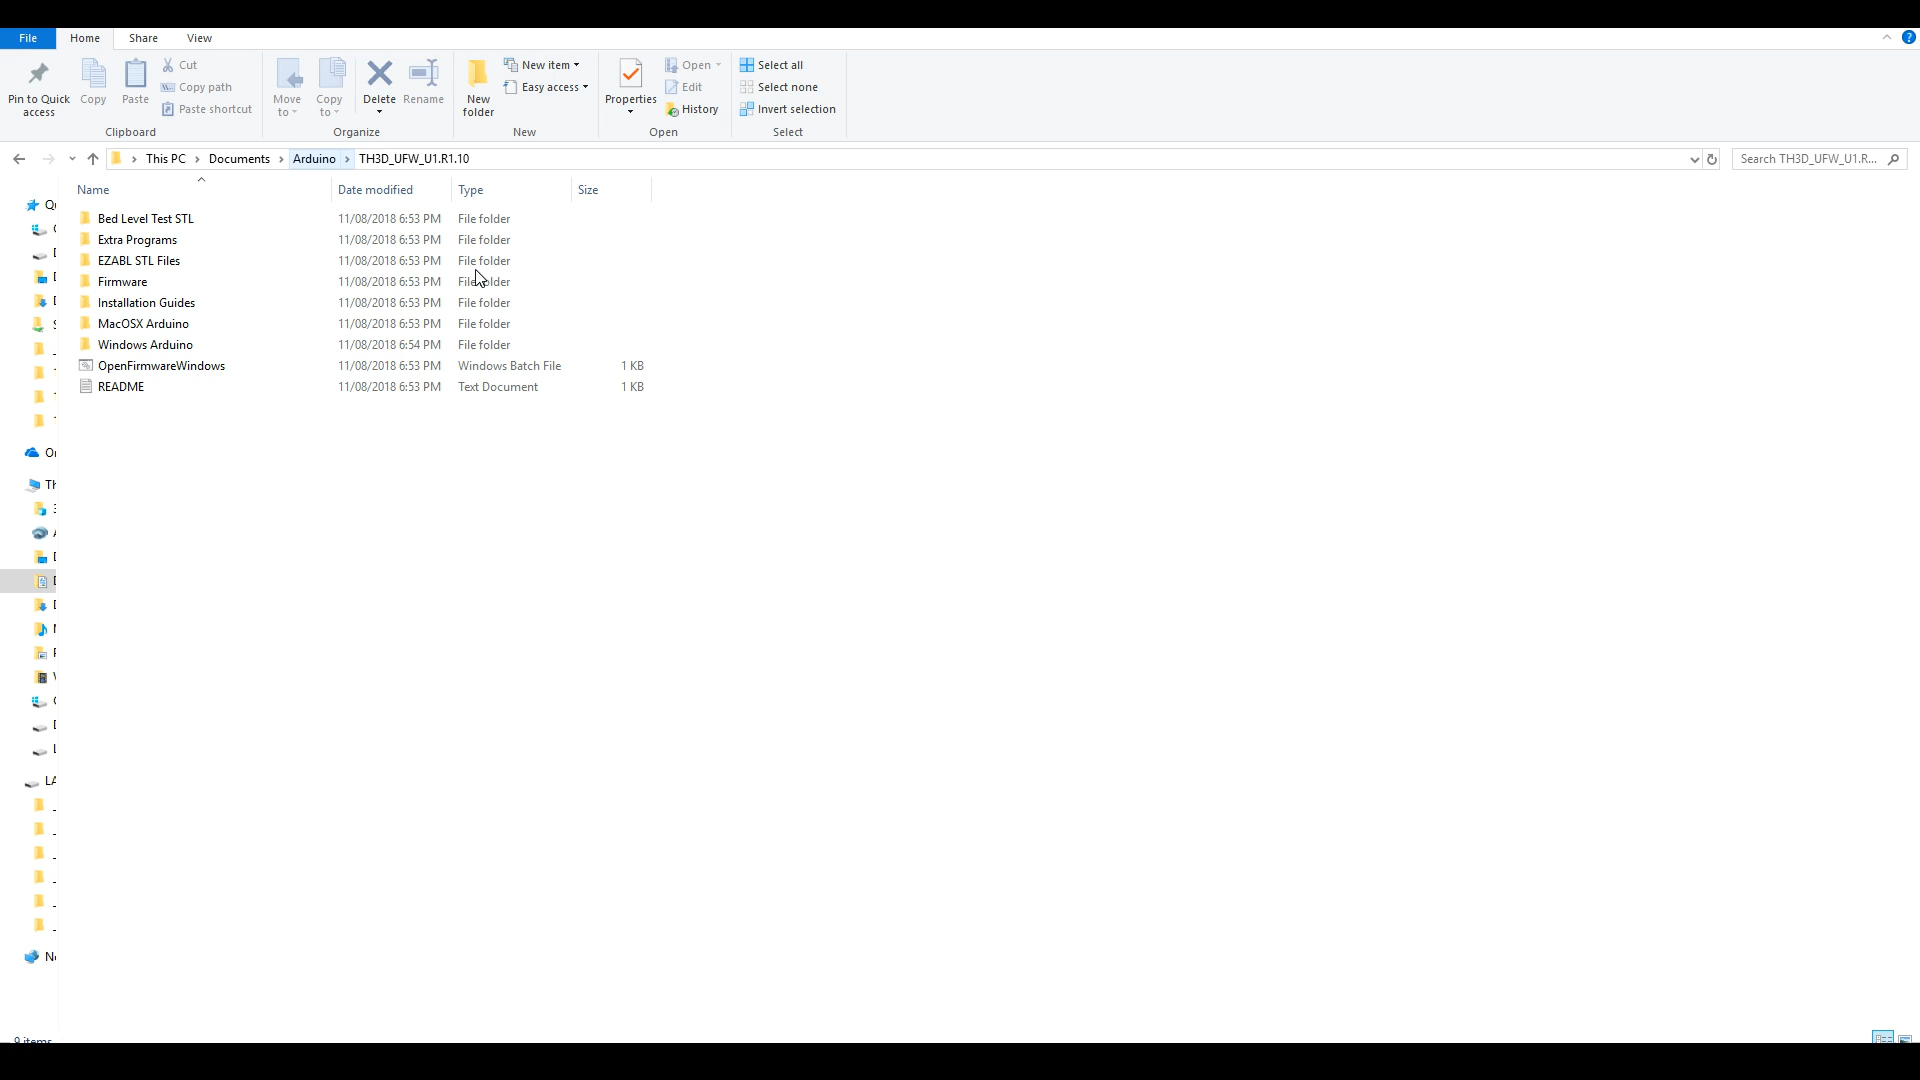 File Home Share View
Pin to Quick access
Copy
Paste
Cut
Copy path
Paste shortcut
Clipboard
Move to
Copy to
Delete
Rename
Organize
New folder
New item
Easy access
New
Properties
Open
Edit
History
Open
Select all
Select none
Invert selection
Select
This PC > Documents > Arduino > TH3D_UFW_U1.R1.10
Search TH3D_UFW_U1.R...
Name Date modified Type Size
Bed Level Test STL 11/08/2018 6:53 PM File folder
Extra Programs 11/08/2018 6:53 PM File folder
EZABL STL Files 11/08/2018 6:53 PM File folder
Firmware 11/08/2018 6:53 PM File folder
Installation Guides 11/08/2018 6:53 PM File folder
MacOSX Arduino 11/08/2018 6:53 PM File folder
Windows Arduino 11/08/2018 6:54 PM File folder
OpenFirmwareWindows 11/08/2018 6:53 PM Windows Batch File 1 KB
README 11/08/2018 6:53 PM Text Document 1 KB
9 items